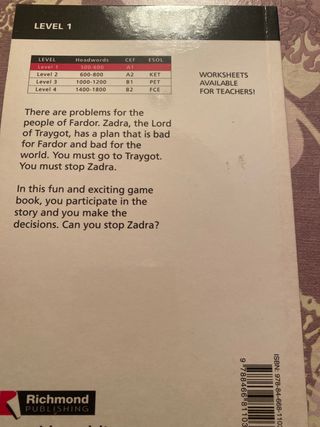 LEVEL 1
LEVEL Headwords CEF ESOL
Level 1 300-600 A1
Level 2 600-800 A2 KET
Level 3 1000-1200 B1 PET
Level 4 1400-1800 B2 FCE
WORKSHEETS
AVAILABLE
FOR TEACHERS!
There are problems for the
people of Fardor. Zadra, the Lord
of Traygot, has a plan that is bad
for Fardor and bad for the
world. You must go to Traygot.
You must stop Zadra.
In this fun and exciting game
book, you participate in the
story and you make the
decisions. Can you stop Zadra?
Richmond
PUBLISHING